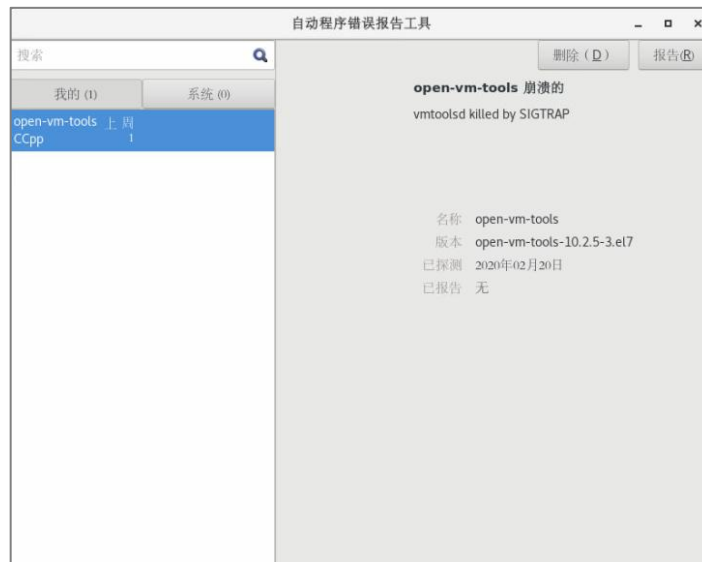 自动程序错误报告工具
搜索
删除（D）
报告(R)
我的 (1)
系统 (0)
open-vm-tools 上周
CCpp 1
open-vm-tools 崩溃的
vmtoolsd killed by SIGTRAP
名称 open-vm-tools
版本 open-vm-tools-10.2.5-3.el7
已探测 2020年02月20日
已报告 无